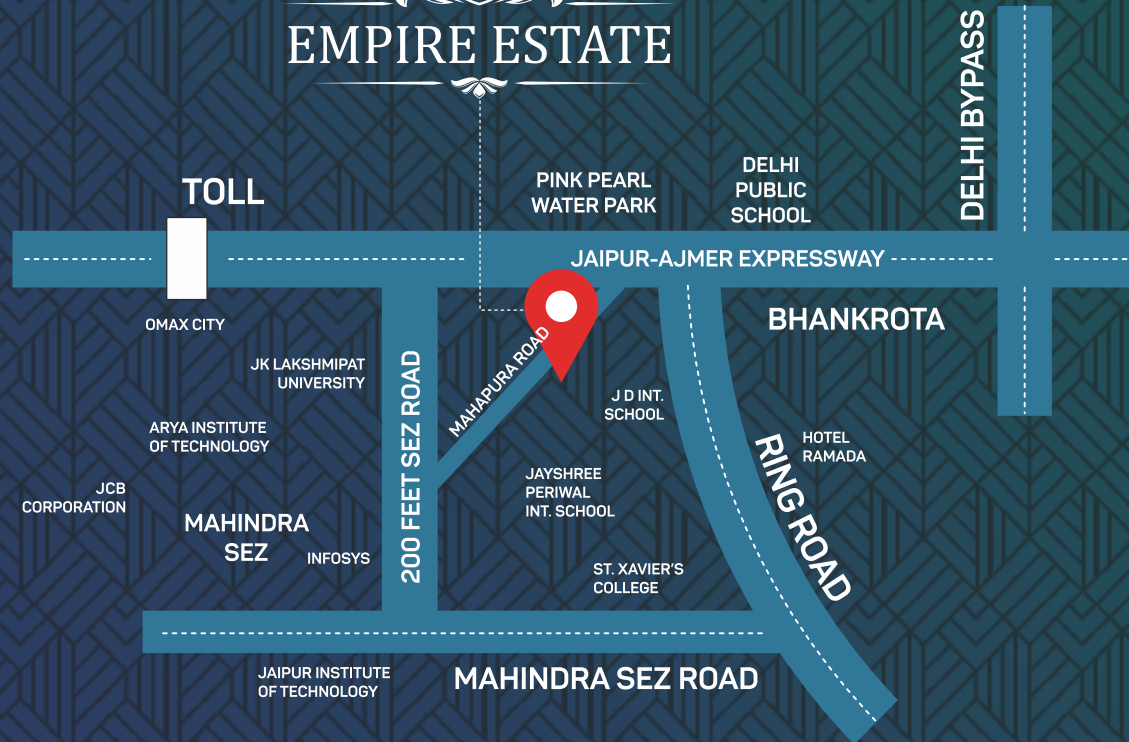 EMPIRE ESTATE
DELHI BYPASS
TOLL
PINK PEARL
WATER PARK
DELHI
PUBLIC
SCHOOL
JAIPUR-AJMER EXPRESSWAY
OMAX CITY
BHANKROTA
JK LAKSHMIPAT
UNIVERSITY
200 FEET SEZ ROAD
MAHAPURA ROAD
J D INT.
SCHOOL
ARYA INSTITUTE
OF TECHNOLOGY
HOTEL
RAMADA
RING ROAD
JCB
CORPORATION
JAYSHREE
PERIWAL
INT. SCHOOL
MAHINDRA
SEZ
INFOSYS
ST. XAVIER'S
COLLEGE
JAIPUR INSTITUTE
OF TECHNOLOGY
MAHINDRA SEZ ROAD